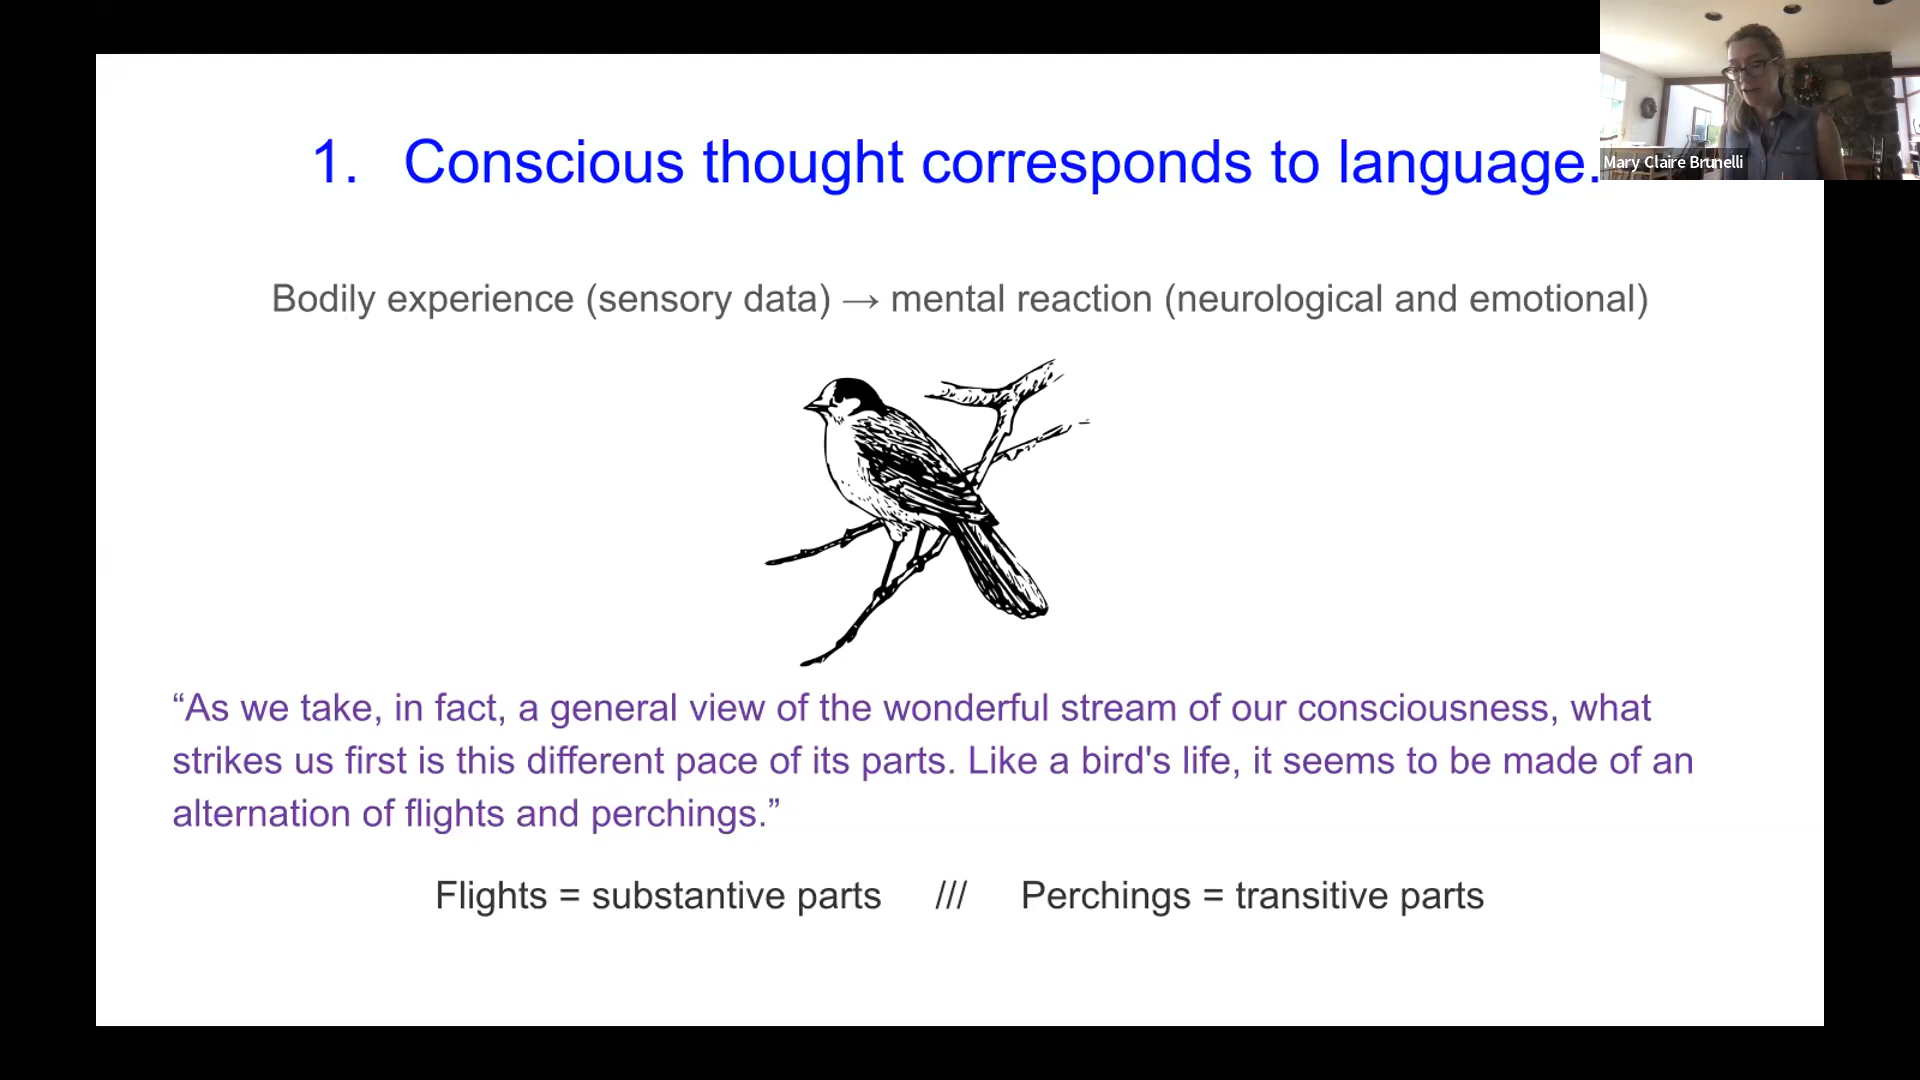 1. Conscious thought corresponds to language.
Mary Claire Brunelli
Bodily experience (sensory data) → mental reaction (neurological and emotional)
“As we take, in fact, a general view of the wonderful stream of our consciousness, what
strikes us first is this different pace of its parts. Like a bird's life, it seems to be made of an
alternation of flights and perchings.”
Flights = substantive parts /// Perchings = transitive parts